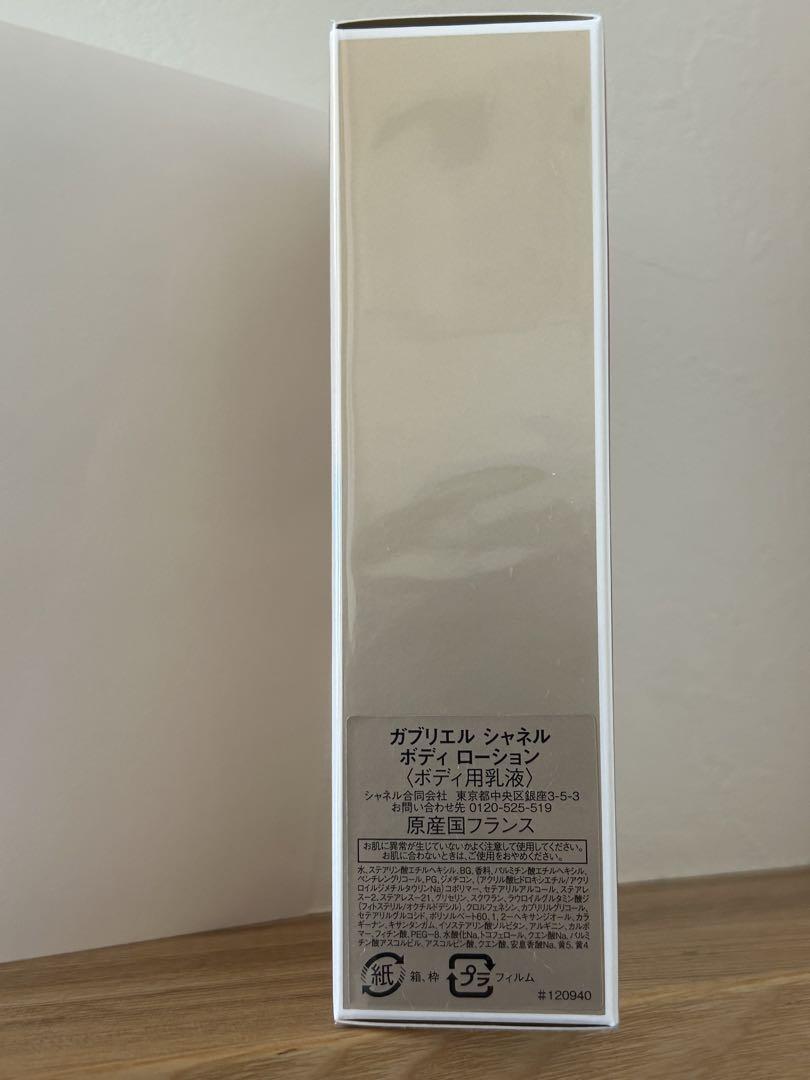 ガブリエル シャネル
ボディ ローション
〈ボディ用乳液〉
シャネル合同会社 東京都中央区銀座3-5-3
お問い合わせ先 0120-525-519
原産国フランス
お肌に異常が生じていないかよく注意して使用してください。
お肌に合わないときは、ご使用をおやめください。
水、ステアリン酸エチルヘキシル、BG、香料、パルミチン酸エチルヘキシル、
ペンチレングリコール、PG、ジメチコン、(アクリル酸ヒドロキシエチル/アクリ
ロイルジメチルタウリンNa)コポリマー、セテアリルアルコール、ステアレ
ス-2、ステアレス-21、グリセリン、スクワラン、ラウロイルグルタミン酸ジ
(フィトステリル/オクチルドデシル)、クロルフェネシン、カプリリルグリコール、
セテアリルグルコシド、ポリソルベート60、1,2-ヘキサンジオール、カラ
ギーナン、キサンタンガム、イソステアリン酸ソルビタン、アルギニン、カルボ
マー、フィチン酸、PEG-8、水酸化Na、トコフェロール、クエン酸Na、パルミ
チン酸アスコルビル、アスコルビン酸、クエン酸、安息香酸Na、黄5、黄4
紙 箱、枠 プラ フィルム
#120940